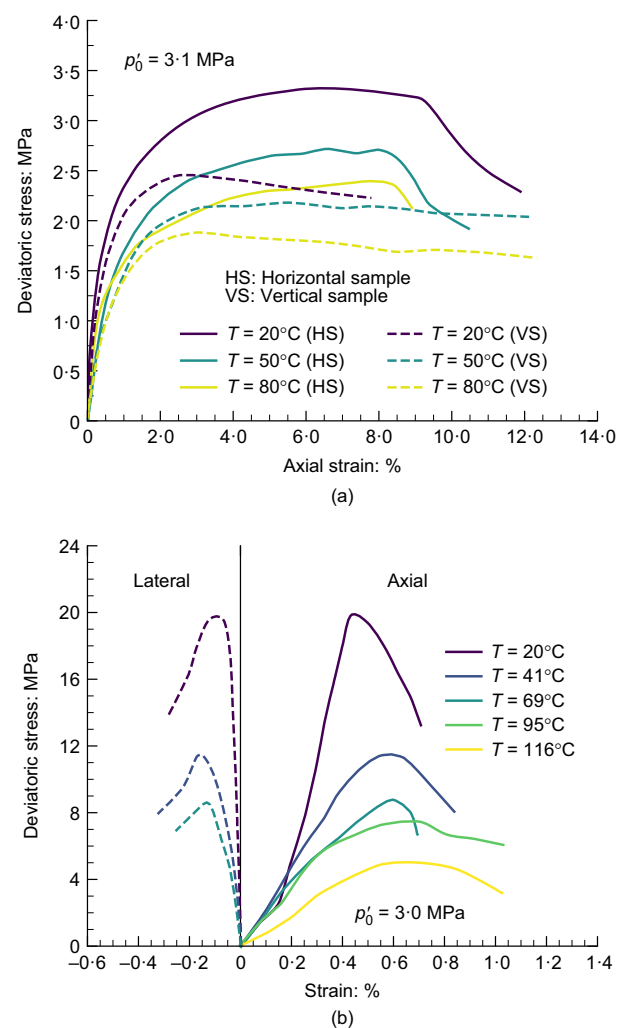 4·0
3·5
3·0
2·5
2·0
1·5
1·0
0·5
0
p′0 = 3·1 MPa
Deviatoric stress: MPa
HS: Horizontal sample
VS: Vertical sample
T = 20°C (HS)
T = 20°C (VS)
T = 50°C (HS)
T = 50°C (VS)
T = 80°C (HS)
T = 80°C (VS)
0 2·0 4·0 6·0 8·0 10·0 12·0 14·0
Axial strain: %
(a)
24
20
16
12
8
4
0
Lateral Axial
Deviatoric stress: MPa
T = 20°C
T = 41°C
T = 69°C
T = 95°C
T = 116°C
p′0 = 3·0 MPa
–0·6 –0·4 –0·2 0 0·2 0·4 0·6 0·8 1·0 1·2 1·4
Strain: %
(b)